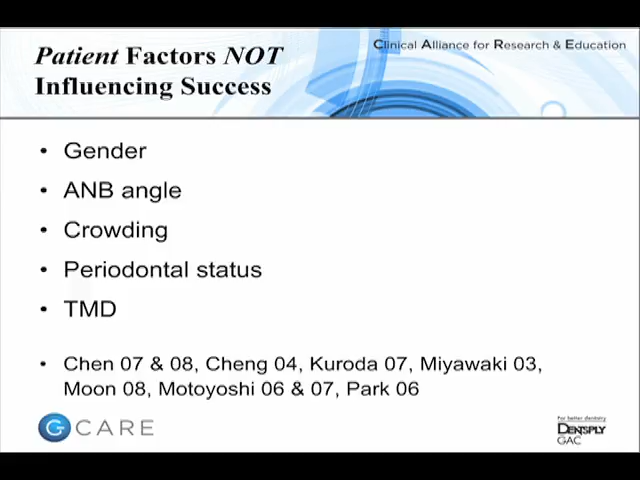 Clinical Alliance for Research & Education
Patient Factors NOT
Influencing Success
• Gender
• ANB angle
• Crowding
• Periodontal status
• TMD
• Chen 07 & 08, Cheng 04, Kuroda 07, Miyawaki 03,
Moon 08, Motoyoshi 06 & 07, Park 06
G CARE
For better dentistry
DENTSPLY
GAC